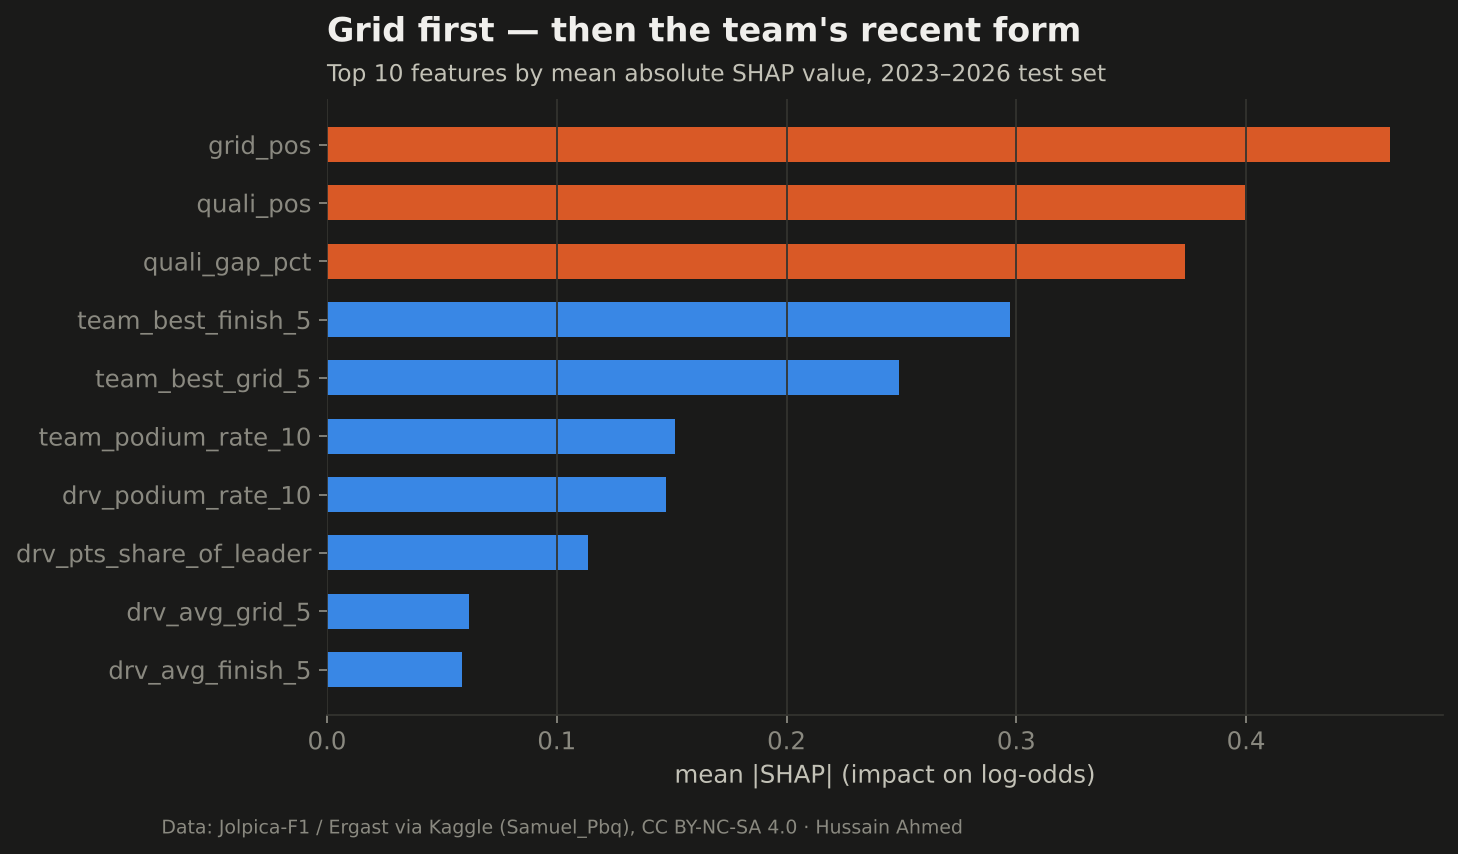 Grid first — then the team's recent form
Top 10 features by mean absolute SHAP value, 2023–2026 test set
grid_pos
quali_pos
quali_gap_pct
team_best_finish_5
team_best_grid_5
team_podium_rate_10
drv_podium_rate_10
drv_pts_share_of_leader
drv_avg_grid_5
drv_avg_finish_5
0.0 0.1 0.2 0.3 0.4
mean |SHAP| (impact on log-odds)
Data: Jolpica-F1 / Ergast via Kaggle (Samuel_Pbq), CC BY-NC-SA 4.0 · Hussain Ahmed